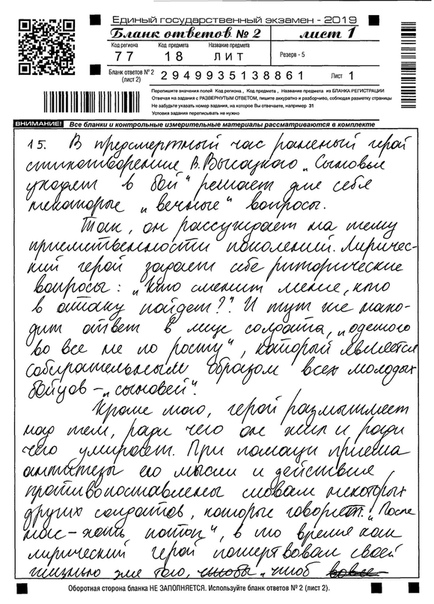 Единый государственный экзамен - 2019
Бланк ответов № 2 лист 1
Код региона Код предмета Название предмета
77 18 ЛИТ Резерв - 5
Бланк ответов № 2 (лист 2) 2949935138861 Лист 1
Перепишите значения полей Код региона, Код предмета, Название предмета из БЛАНКА РЕГИСТРАЦИИ
Отвечая на задания с РАЗВЕРНУТЫМ ОТВЕТОМ, пишите аккуратно и разборчиво, соблюдая разметку страницы
Не забудьте указать номер задания, на которое Вы отвечаете, например 31
Условия задания переписывать не нужно
ВНИМАНИЕ! Все бланки и контрольные измерительные материалы рассматриваются в комплекте
15. В предсмертный час раненый герой
стихотворения В.Высоцкого „Сыновья
уходят в бой" решает для себя
некоторые „вечные" вопросы.
Так, он рассуждает на тему
приемственности поколений. Лиричес-
кий герой задает себе риторические
вопросы: „Кто сменит меня, кто
в атаку пойдет?". И тут же нахо-
дит ответ в лице солдата, „одетого
во все не по росту", который является
собирательным образом всех молодых
бойцов – „сыновей".
Кроме того, герой размышляет
над тем, ради чего он жил и ради
чего умирает. При помощи приема
антитезы его мысли и действия
противопоставлены словам некоторых
других солдатов, которые говорят: „После
нас – хоть потоп", в то время как
лирический герой пожертвовал своей
жизнью для того, чтобы „чтоб
Оборотная сторона бланка НЕ ЗАПОЛНЯЕТСЯ. Используйте бланк ответов № 2 (лист 2).